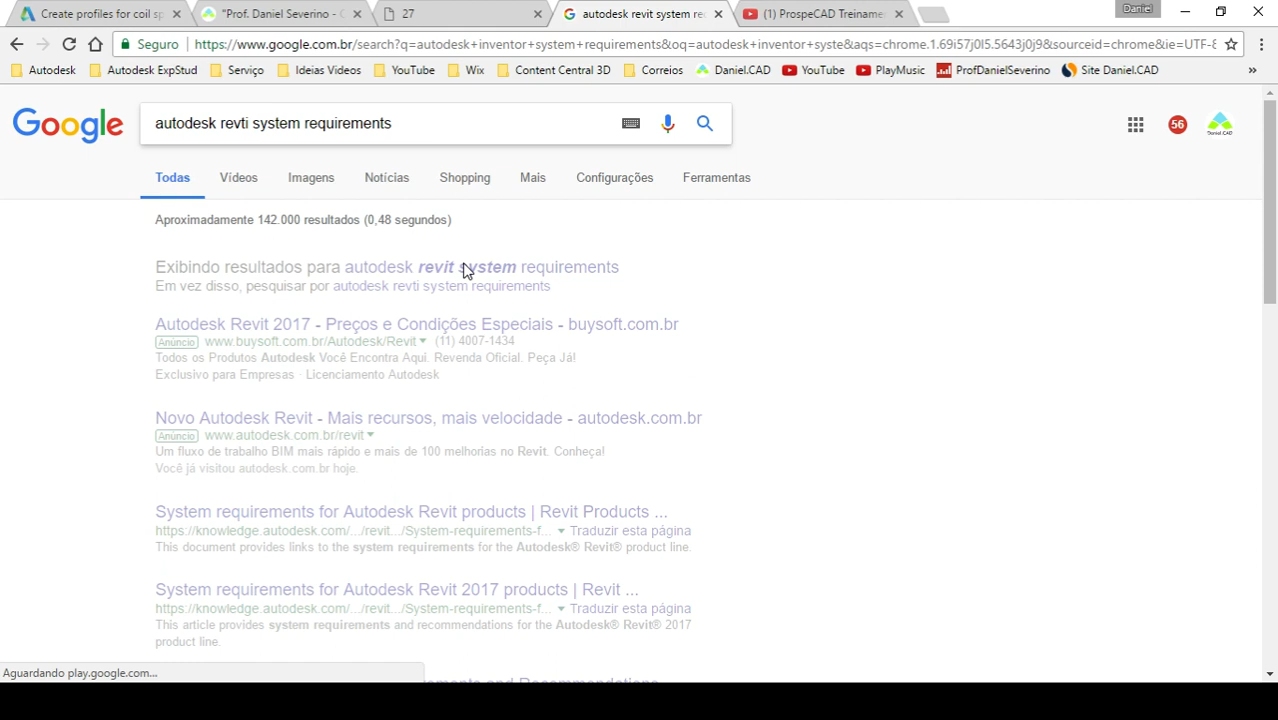 Create profiles for coil sp
"Prof. Daniel Severino - C
27
autodesk revit system re
(1) ProspeCAD Treiname
Daniel
Seguro
https://www.google.com.br/search?q=autodesk+inventor+system+requirements&oq=autodesk+inventor+syste&aqs=chrome.1.69i57j0l5.5643j0j9&sourceid=chrome&ie=UTF-8
Autodesk
Autodesk ExpStud
Serviço
Ideias Videos
YouTube
Wix
Content Central 3D
Correios
Daniel.CAD
YouTube
PlayMusic
ProfDanielSeverino
Site Daniel.CAD
Google
autodesk revti system requirements
56
Daniel.CAD
Todas
Vídeos
Imagens
Notícias
Shopping
Mais
Configurações
Ferramentas
Aproximadamente 142.000 resultados (0,48 segundos)
Exibindo resultados para autodesk revit system requirements
Em vez disso, pesquisar por autodesk revti system requirements
Autodesk Revit 2017 - Preços e Condições Especiais - buysoft.com.br
Anúncio www.buysoft.com.br/Autodesk/Revit (11) 4007-1434
Todos os Produtos Autodesk Você Encontra Aqui. Revenda Oficial. Peça Já!
Exclusivo para Empresas · Licenciamento Autodesk
Novo Autodesk Revit - Mais recursos, mais velocidade - autodesk.com.br
Anúncio www.autodesk.com.br/revit
Um fluxo de trabalho BIM mais rápido e mais de 100 melhorias no Revit. Conheça!
Você já visitou autodesk.com.br hoje.
System requirements for Autodesk Revit products | Revit Products ...
https://knowledge.autodesk.com/.../revit.../System-requirements-f... Traduzir esta página
This document provides links to the system requirements for the Autodesk® Revit® product line.
System requirements for Autodesk Revit 2017 products | Revit ...
https://knowledge.autodesk.com/.../revit.../System-requirements-f... Traduzir esta página
This article provides system requirements and recommendations for the Autodesk® Revit® 2017
product line.
Aguardando play.google.com...